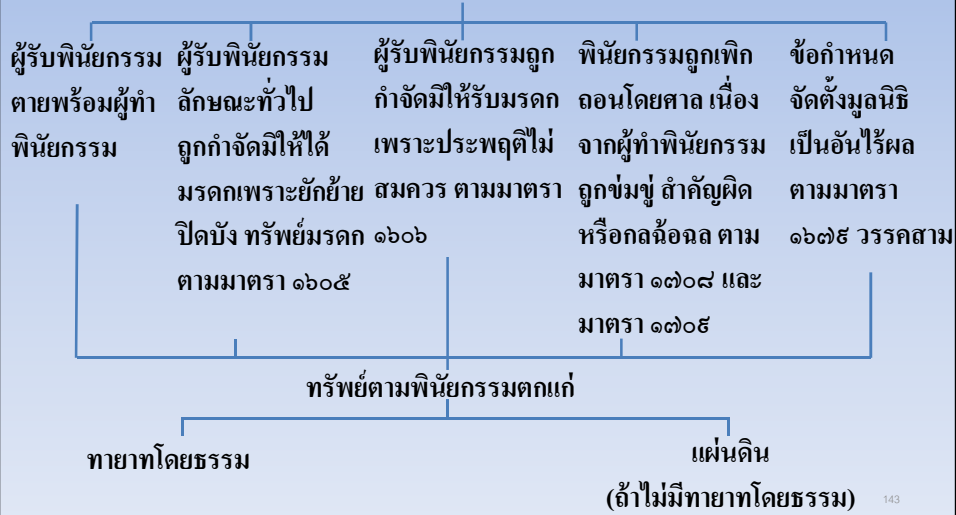 ผู้รับพินัยกรรม
ตายพร้อมผู้ทำ
พินัยกรรม
ผู้รับพินัยกรรม
ลักษณะทั่วไป
ถูกกำจัดมิให้ได้
มรดกเพราะยักย้าย
ปิดบัง ทรัพย์มรดก
ตามมาตรา ๑๖๐๕
ผู้รับพินัยกรรมถูก
กำจัดมิให้รับมรดก
เพราะประพฤติไม่
สมควร ตามมาตรา
๑๖๐๖
พินัยกรรมถูกเพิก
ถอนโดยศาล เนื่อง
จากผู้ทำพินัยกรรม
ถูกข่มขู่ สำคัญผิด
หรือกลฉ้อฉล ตาม
มาตรา ๑๗๐๘ และ
มาตรา ๑๗๐๙
ข้อกำหนด
จัดตั้งมูลนิธิ
เป็นอันไร้ผล
ตามมาตรา
๑๖๗๙ วรรคสาม
ทรัพย์ตามพินัยกรรมตกแก่
ทายาทโดยธรรม
แผ่นดิน
(ถ้าไม่มีทายาทโดยธรรม)
143